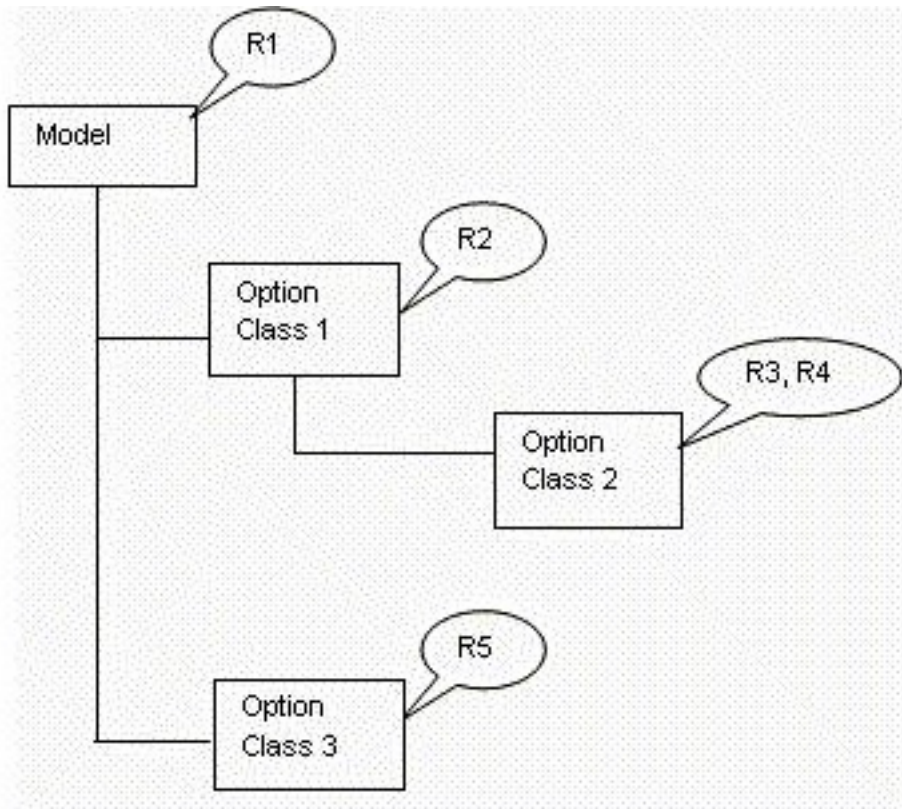 R1
Model
R2
Option
Class 1
R3, R4
Option
Class 2
R5
Option
Class 3